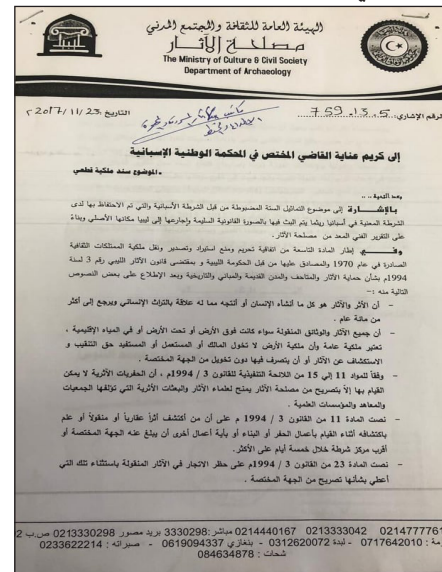 الهيئة العامة للثقافة والمجتمع المدني
مصلحة الآثار
The Ministry of Culture & Civil Society
Department of Archaeology
الرقم الإشاري: 759.13.5
التاريخ: 2017/11/23 م
إلى كريم عناية القاضي المختص في المحكمة الوطنية الإسبانية
-الموضوع سند ملكية قطعي
بعد التحية ،،،
بالإشارة إلى موضوع التماثيل الستة المضبوطة من قبل الشرطة الإسبانية والتي تم الاحتفاظ بها لدى
الشرطة المعنية في أسبانيا ريثما يتم البث فيها بالصورة القانونية السليمة وإرجاعها إلى ليبيا مكانها الأصلي وبناءً
على التقرير الفني المعد من مصلحة الآثار.
وفي إطار المادة التاسعة من اتفاقية تحريم ومنع استيراد وتصدير ونقل ملكية الممتلكات الثقافية
الصادرة في عام 1970 والمصادق عليها من قبل الحكومة الليبية و بمقتضى قانون الآثار الليبي رقم 3 لسنة
1994م بشأن حماية الآثار والمتاحف والمدن القديمة والمباني والتاريخية وبعد الإطلاع على بعض النصوص
التالية منه :-
– أن الأثر والآثار هو كل ما أنشأه الإنسان أو أنتجه مما له علاقة بالتراث الإنساني ويرجع إلى أكثر
من مائة عام .
– أن جميع الآثار والوثائق المنقولة سواء كانت فوق الأرض أو تحت الأرض أو في المياه الإقليمية ،
تعتبر ملكية عامة وأن ملكية الأرض لا تخول المالك أو المستعمل أو المستفيد حق التنقيب و
الاستكشاف عن الآثار أو أن يتصرف فيها دون تخويل من الجهة المختصة .
– وفقاً للمواد 11 إلي 15 من اللائحة التنفيذية للقانون 3 / 1994م ، أن الحفريات الأثرية لا يمكن
القيام بها إلاّ بتصريح من مصلحة الآثار يمنح لعلماء الآثار والبعثات الأثرية التي تؤلفها الجمعيات
والمعاهد والمؤسسات العلمية .
– نصت المادة 11 من القانون 3 / 1994 م على أن من أكتشف أثراً عقارياً أو منقولاً أو علم
باكتشافه أثناء القيام بأعمال الحفر أو البناء أو بأية أعمال أخرى أن يبلغ عنه الجهة المختصة أو
أقرب مركز شرطة خلال خمسة أيام على الأكثر.
– نصت المادة 23 من القانون 3 / 1994م على حظر الاتجار في الآثار المنقولة باستثناء تلك التي
أعطي بشأنها تصريح من الجهة المختصة .
0214777761 0213333042 0214440167 مباشر:3330298 بريد مصور 0213330298 ص.ب 2
0717642010 - لبدة 0312620072 - بنغازي 0619094337 - صبراته : 0233622214
شحات : 084634878